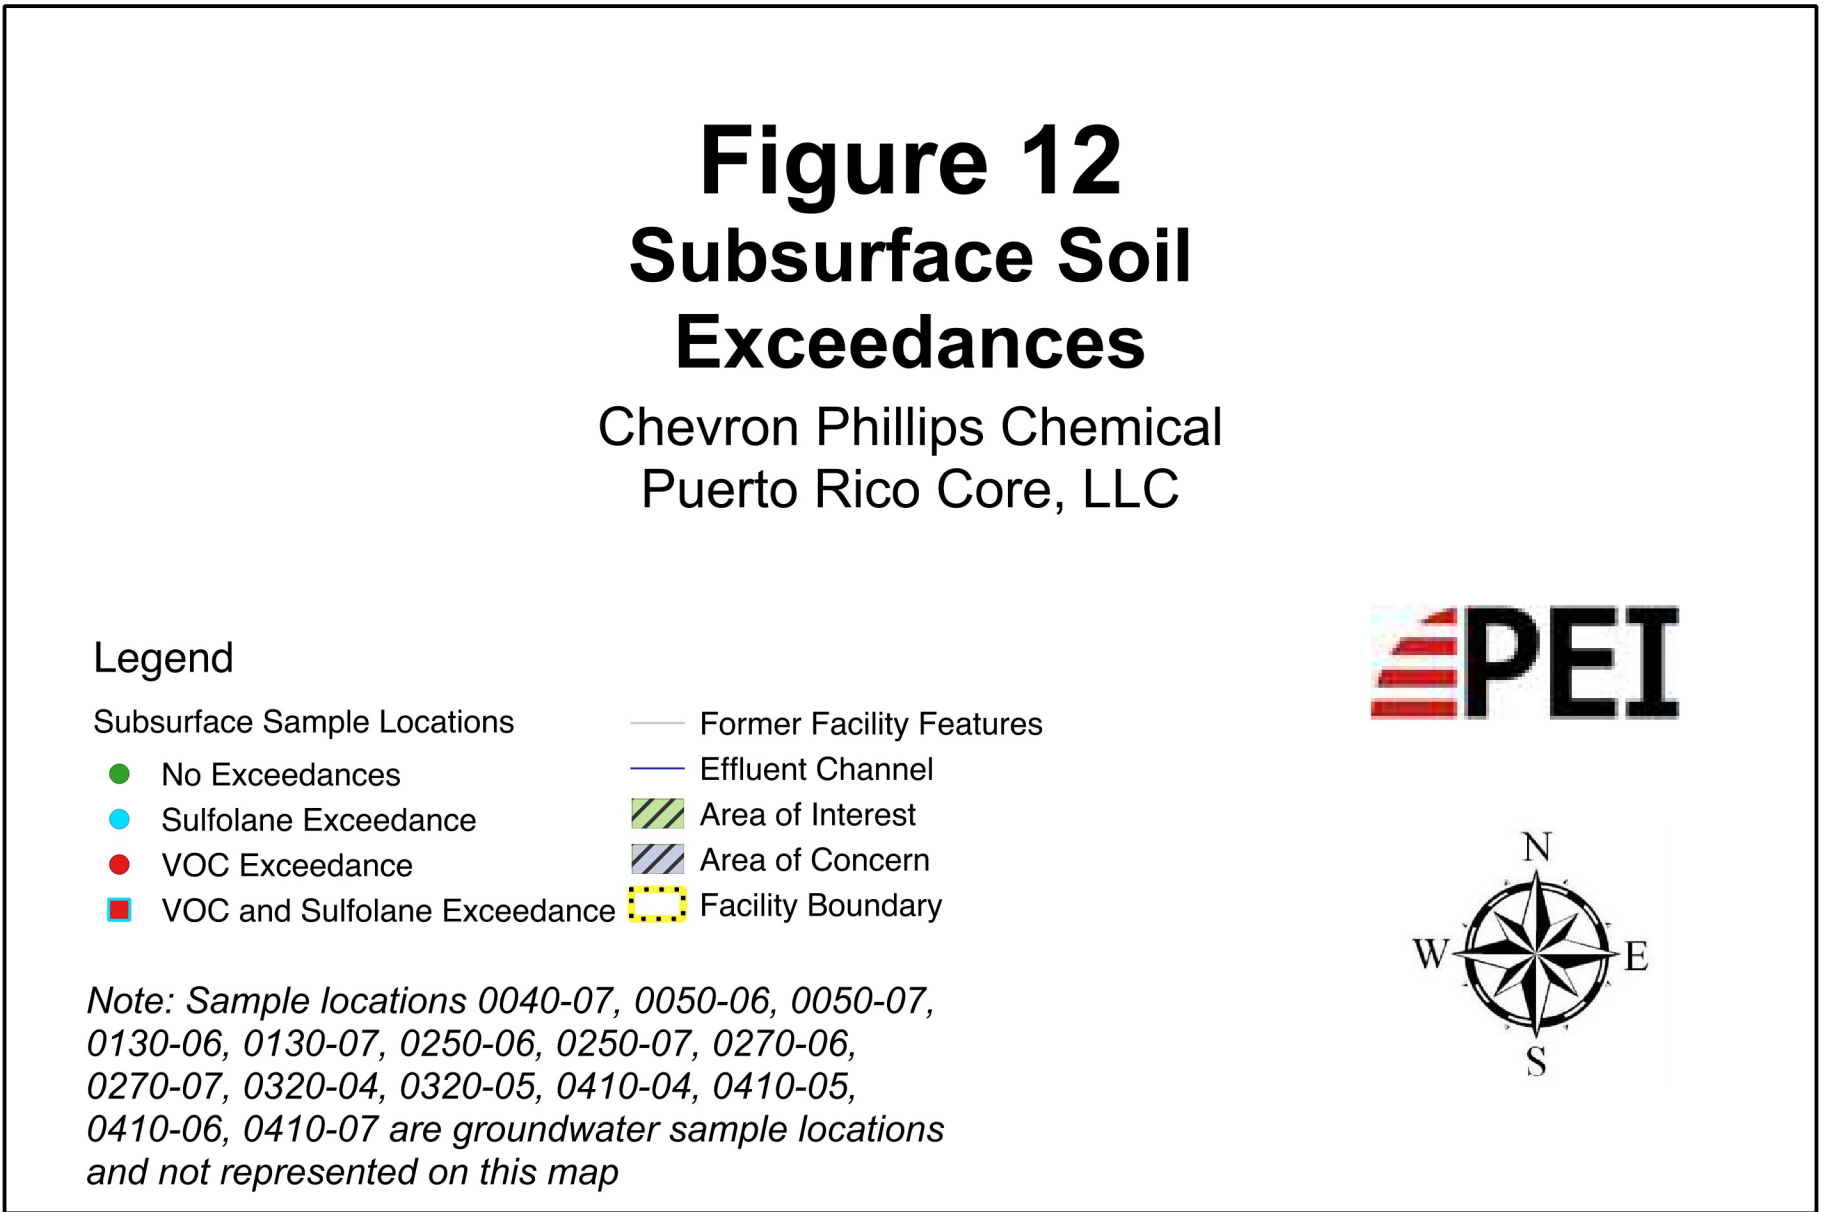 Figure 12
Subsurface Soil
Exceedances
Chevron Phillips Chemical
Puerto Rico Core, LLC
PEI
Legend
Subsurface Sample Locations
No Exceedances
Sulfolane Exceedance
VOC Exceedance
VOC and Sulfolane Exceedance
Former Facility Features
Effluent Channel
Area of Interest
Area of Concern
Facility Boundary
N
W
E
S
Note: Sample locations 0040-07, 0050-06, 0050-07,
0130-06, 0130-07, 0250-06, 0250-07, 0270-06,
0270-07, 0320-04, 0320-05, 0410-04, 0410-05,
0410-06, 0410-07 are groundwater sample locations
and not represented on this map